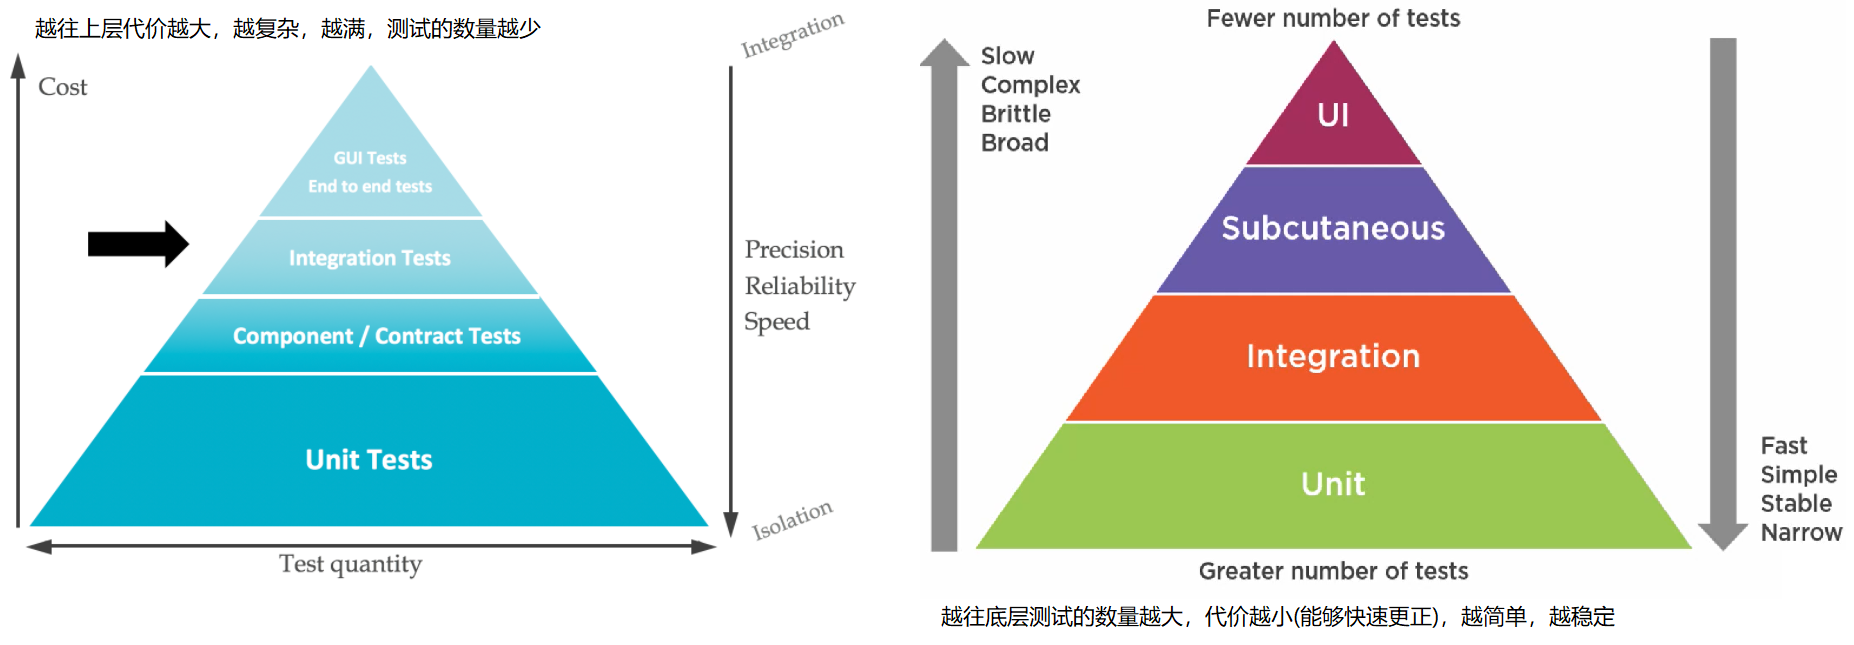 越往上层代价越大，越复杂，越满，测试的数量越少
Cost
Integration
GUI Tests
End to end tests
Integration Tests
Component / Contract Tests
Unit Tests
Precision
Reliability
Speed
Isolation
Test quantity
Fewer number of tests
Slow
Complex
Brittle
Broad
UI
Subcutaneous
Integration
Unit
Fast
Simple
Stable
Narrow
Greater number of tests
越往底层测试的数量越大，代价越小(能够快速更正)，越简单，越稳定